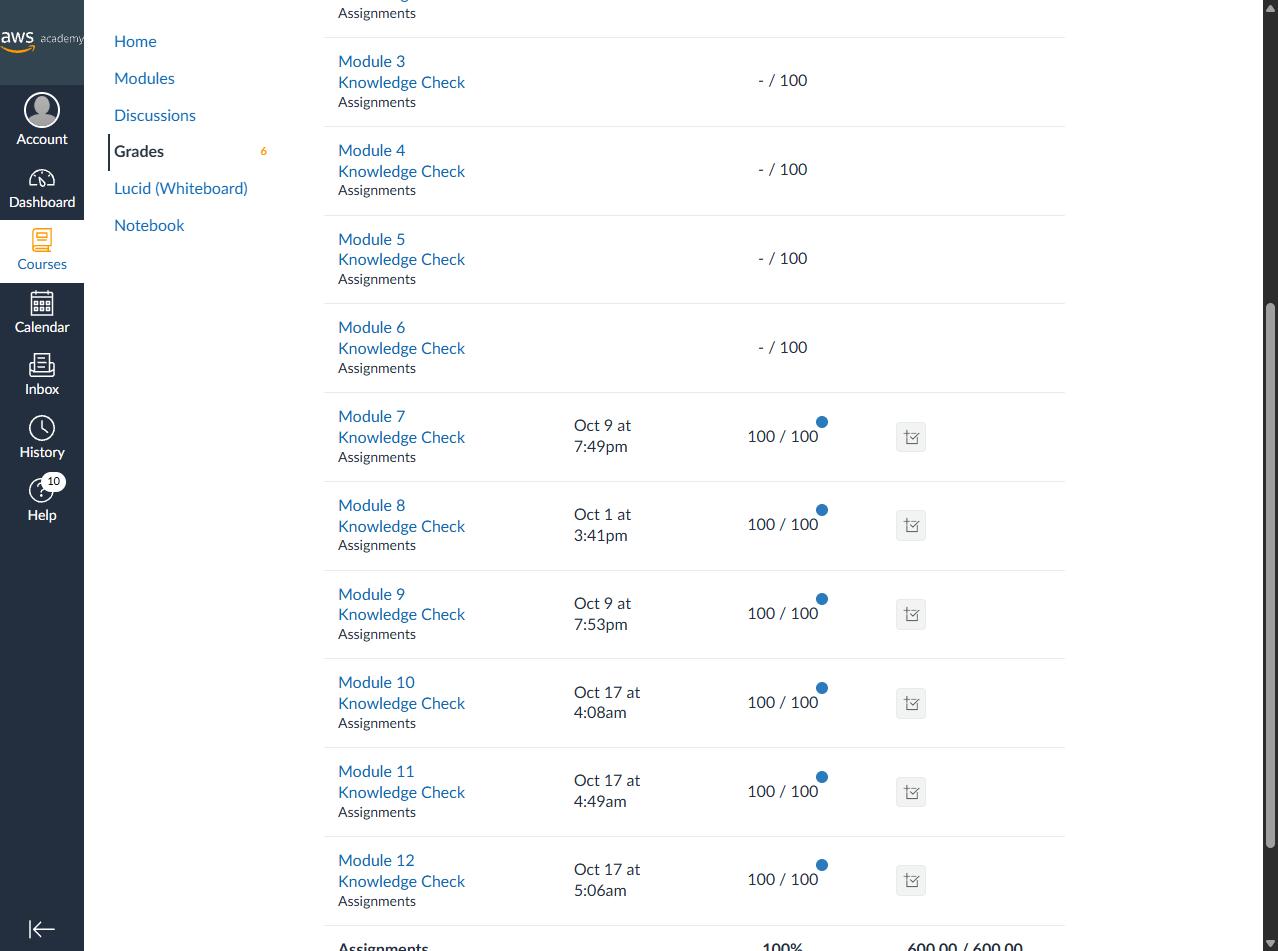 aws academy
Account
Dashboard
Courses
Calendar
Inbox
History
10
Help
Home
Modules
Discussions
Grades 6
Lucid (Whiteboard)
Notebook
Assignments
Module 3
Knowledge Check
Assignments
- / 100
Module 4
Knowledge Check
Assignments
- / 100
Module 5
Knowledge Check
Assignments
- / 100
Module 6
Knowledge Check
Assignments
- / 100
Module 7
Knowledge Check
Assignments
Oct 9 at
7:49pm
100 / 100
Module 8
Knowledge Check
Assignments
Oct 1 at
3:41pm
100 / 100
Module 9
Knowledge Check
Assignments
Oct 9 at
7:53pm
100 / 100
Module 10
Knowledge Check
Assignments
Oct 17 at
4:08am
100 / 100
Module 11
Knowledge Check
Assignments
Oct 17 at
4:49am
100 / 100
Module 12
Knowledge Check
Assignments
Oct 17 at
5:06am
100 / 100
Assignments 100% 600.00 / 600.00